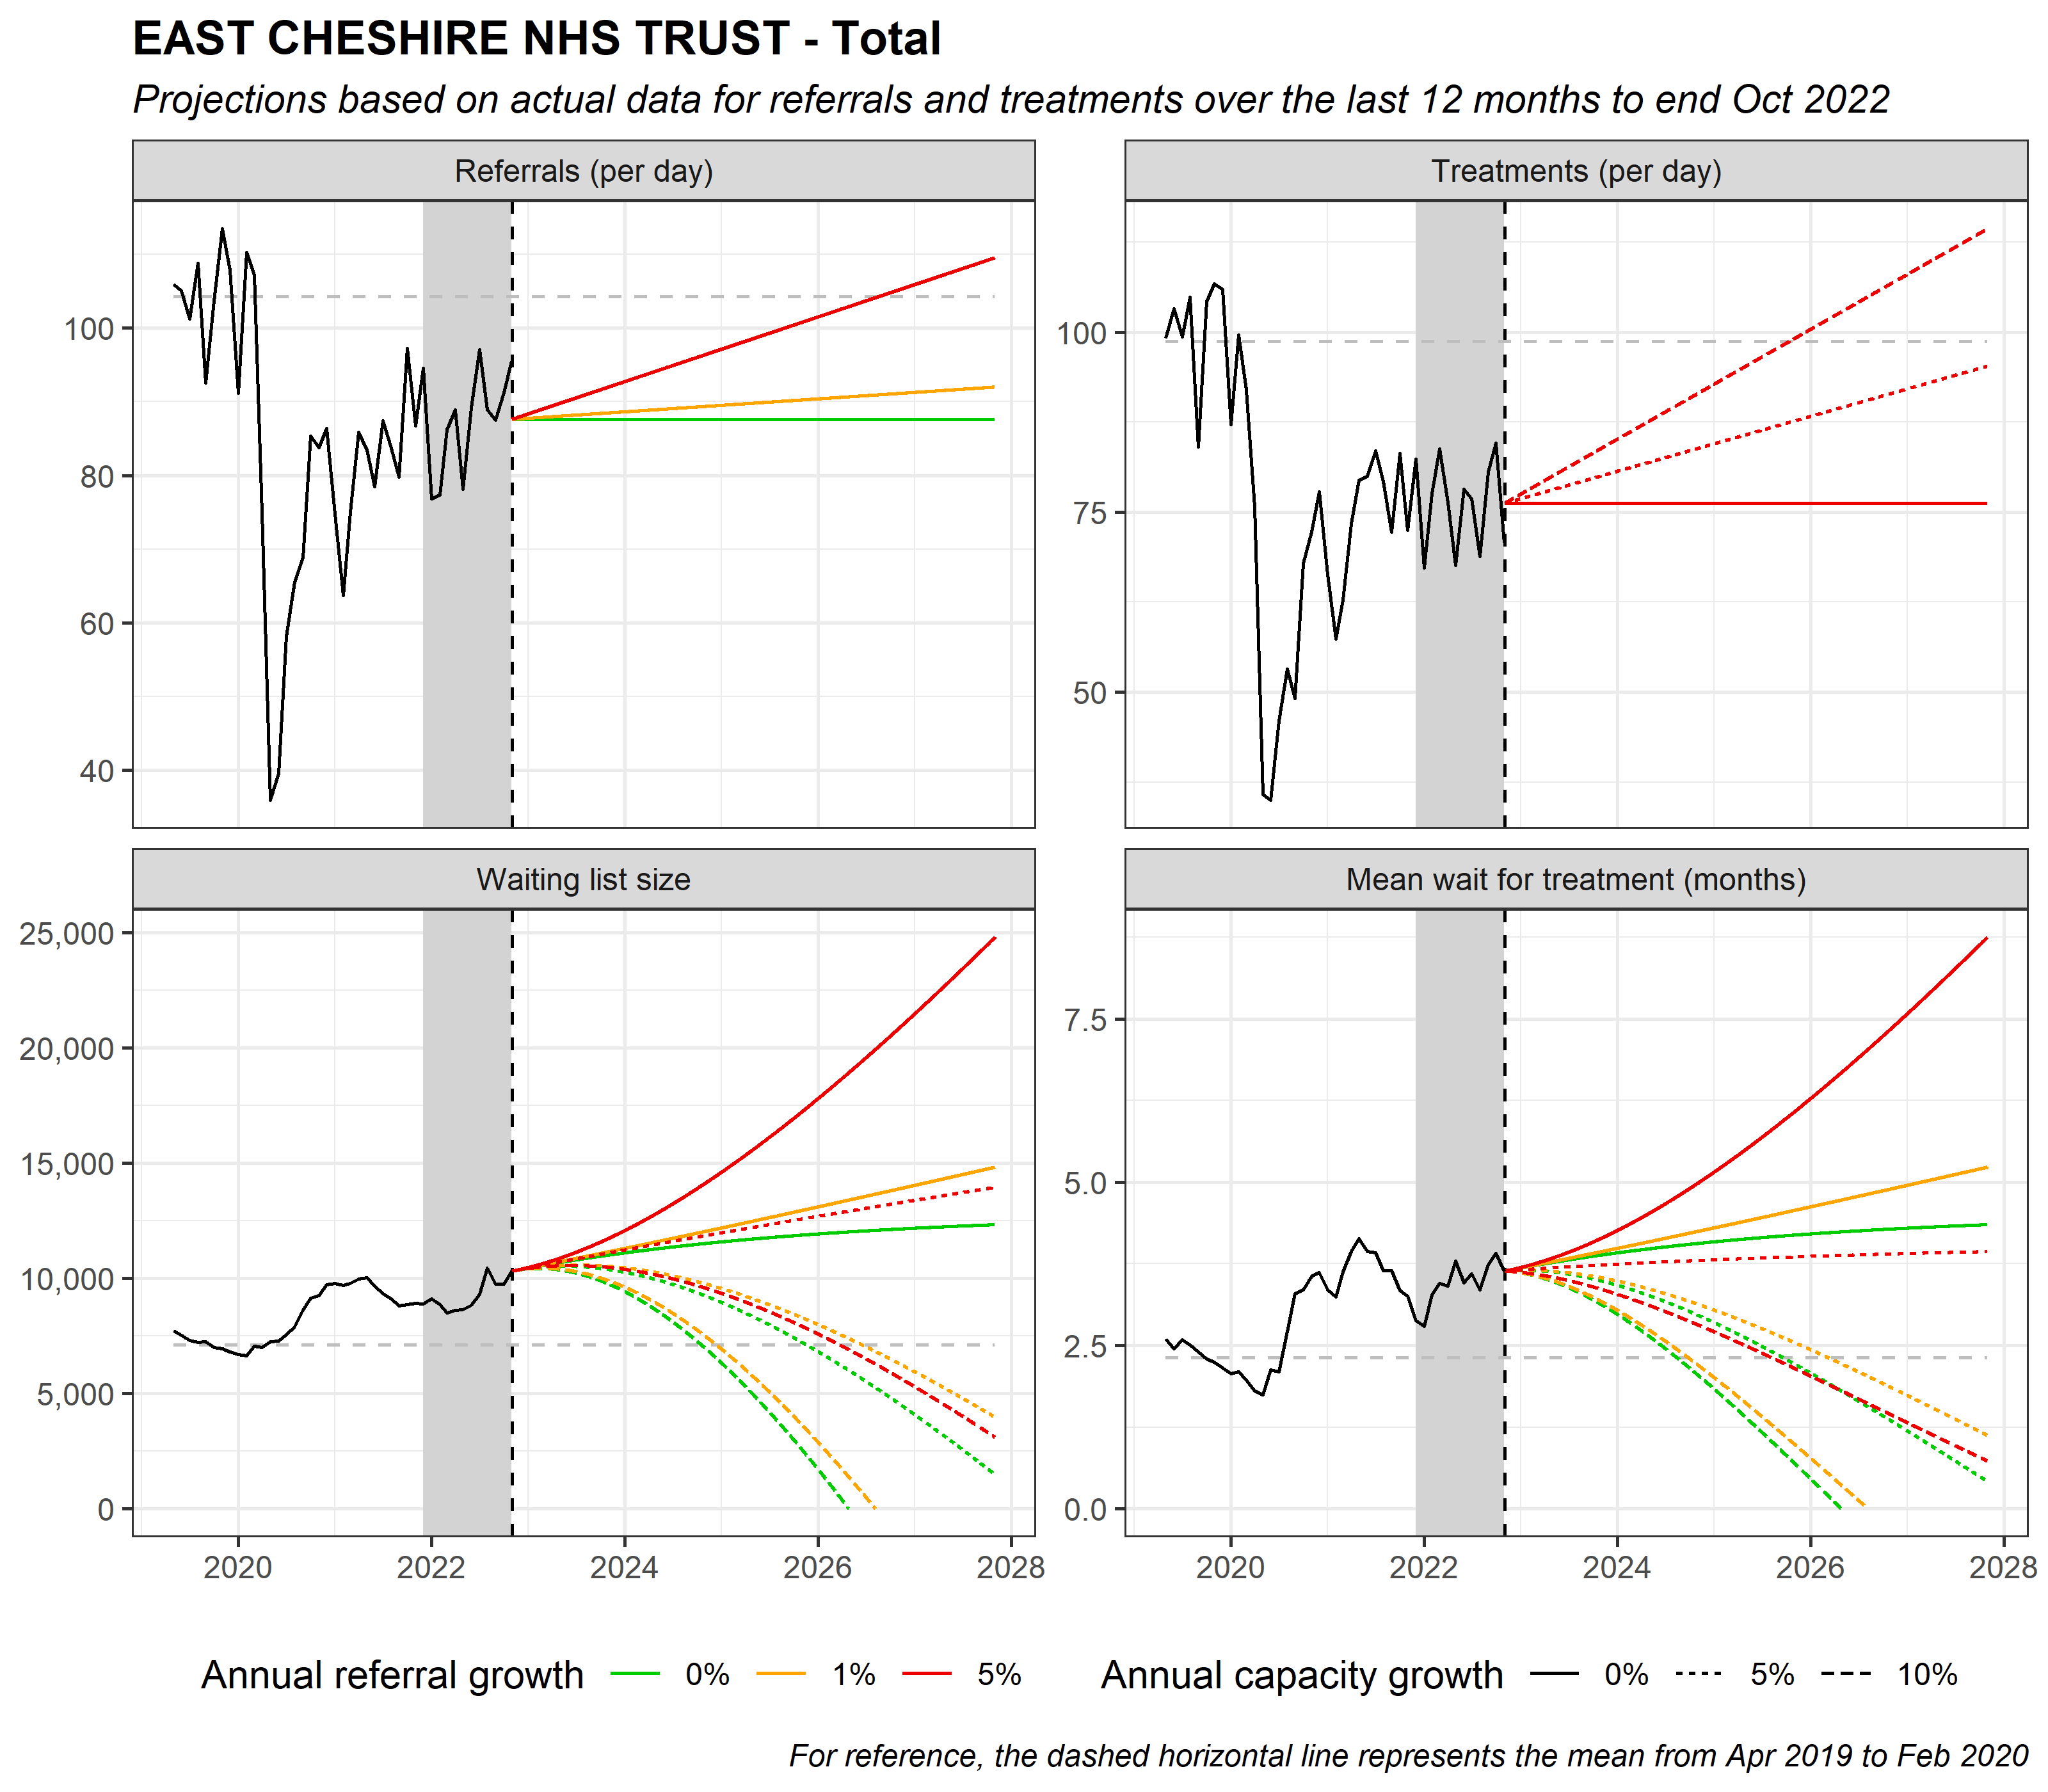 EAST CHESHIRE NHS TRUST - Total
Projections based on actual data for referrals and treatments over the last 12 months to end Oct 2022
Referrals (per day)
100
80
60
40
Treatments (per day)
100
75
50
Waiting list size
25,000
20,000
15,000
10,000
5,000
0
2020 2022 2024 2026 2028
Mean wait for treatment (months)
7.5
5.0
2.5
0.0
2020 2022 2024 2026 2028
Annual referral growth 0% 1% 5%
Annual capacity growth 0% 5% 10%
For reference, the dashed horizontal line represents the mean from Apr 2019 to Feb 2020